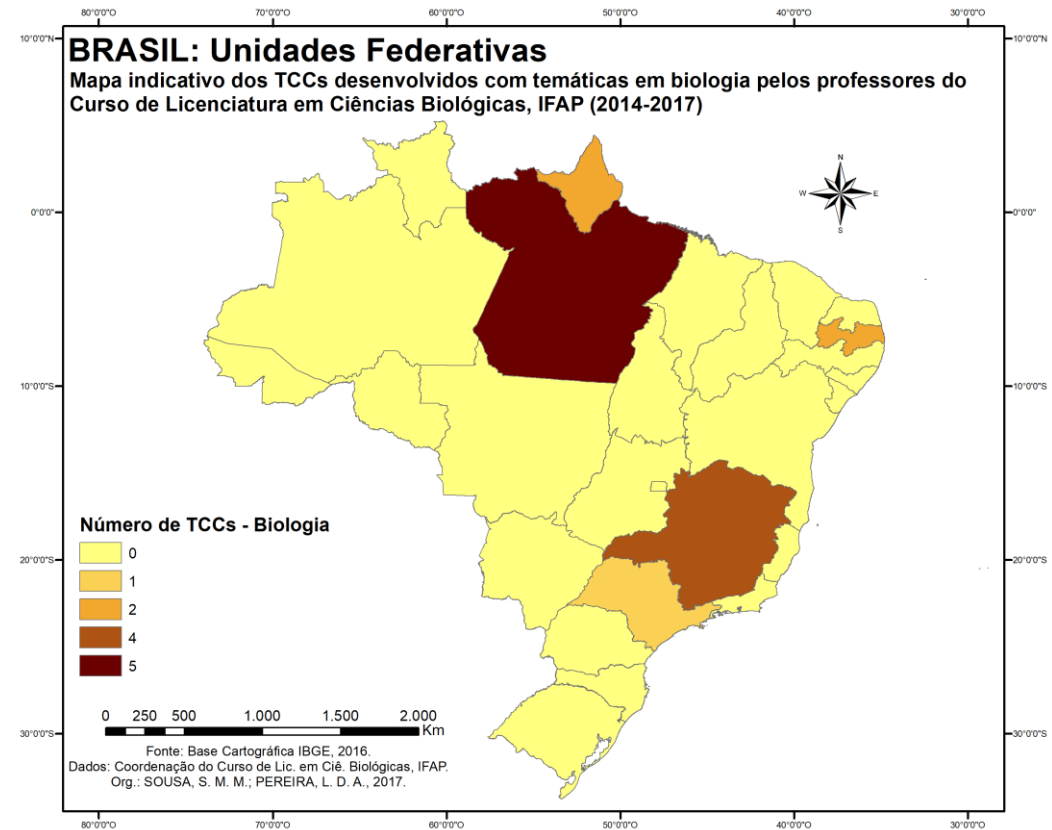 80°0'0"O 70°0'0"O 60°0'0"O 50°0'0"O 40°0'0"O 30°0'0"O
10°0'0"N 10°0'0"N
BRASIL: Unidades Federativas
Mapa indicativo dos TCCs desenvolvidos com temáticas em biologia pelos professores do
Curso de Licenciatura em Ciências Biológicas, IFAP (2014-2017)
N
W E
S
0°0'0" 0°0'0"
10°0'0"S 10°0'0"S
Número de TCCs - Biologia
0
1
2
4
5
20°0'0"S 20°0'0"S
0 250 500 1.000 1.500 2.000
Km
30°0'0"S 30°0'0"S
Fonte: Base Cartográfica IBGE, 2016.
Dados: Coordenação do Curso de Lic. em Ciê. Biológicas, IFAP.
Org.: SOUSA, S. M. M.; PEREIRA, L. D. A., 2017.
80°0'0"O 70°0'0"O 60°0'0"O 50°0'0"O 40°0'0"O 30°0'0"O